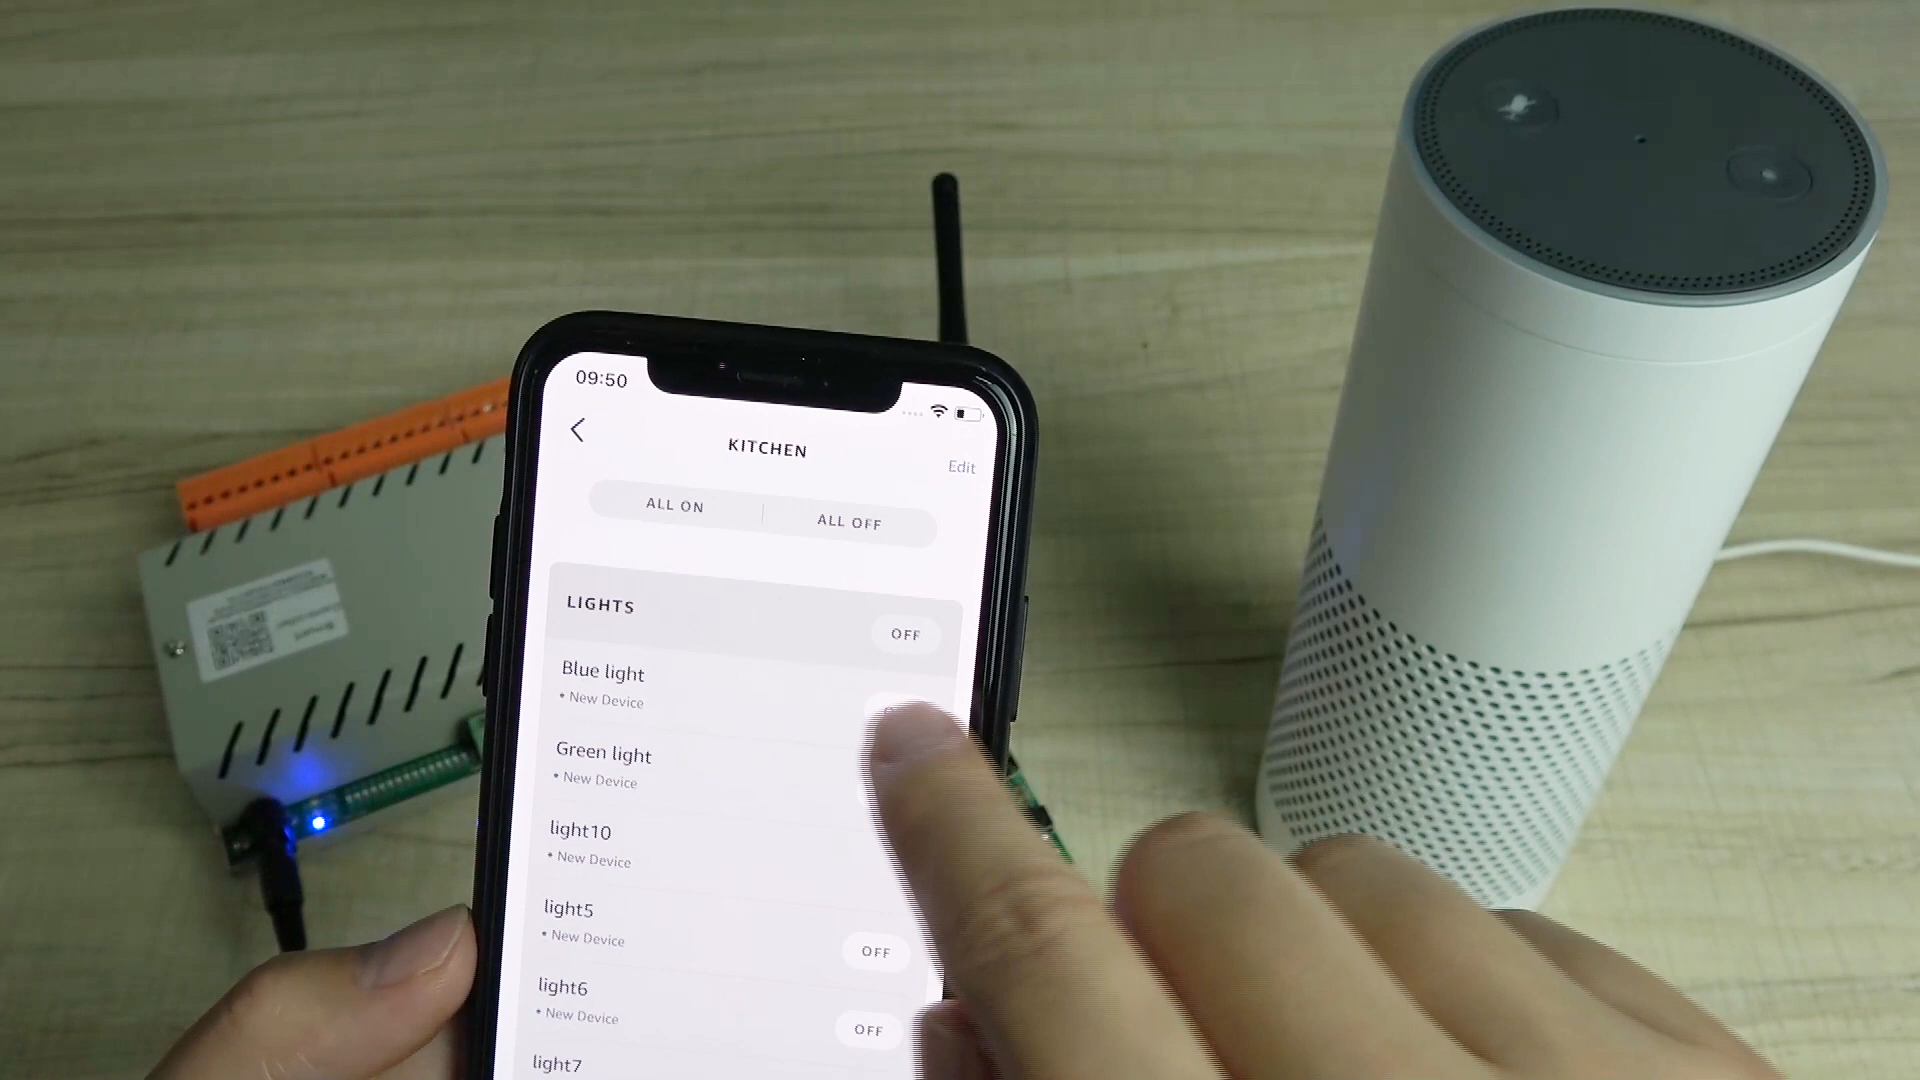 09:50
KITCHEN
Edit
ALL ON
ALL OFF
LIGHTS
OFF
Blue light
• New Device
Green light
• New Device
light10
• New Device
light5
• New Device
OFF
light6
• New Device
OFF
light7